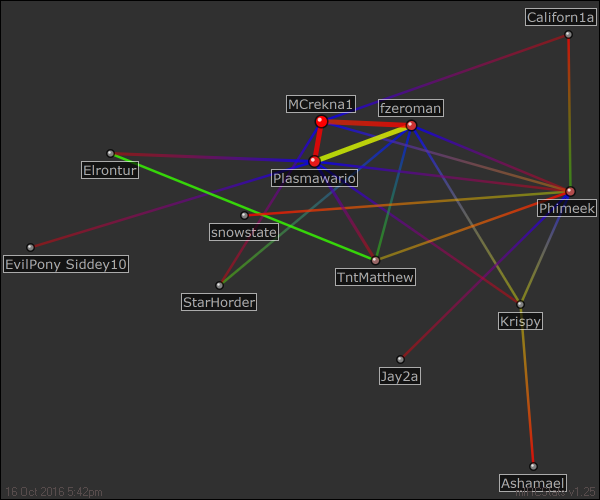 Californ1a
MCrekna1
fzeroman
Elrontur
Plasmawario
Phimeek
snowstate
EvilPony Siddey10
TntMatthew
StarHorder
Krispy
Jay2a
Ashamael
16 Oct 2016 5:42pm
v1.25